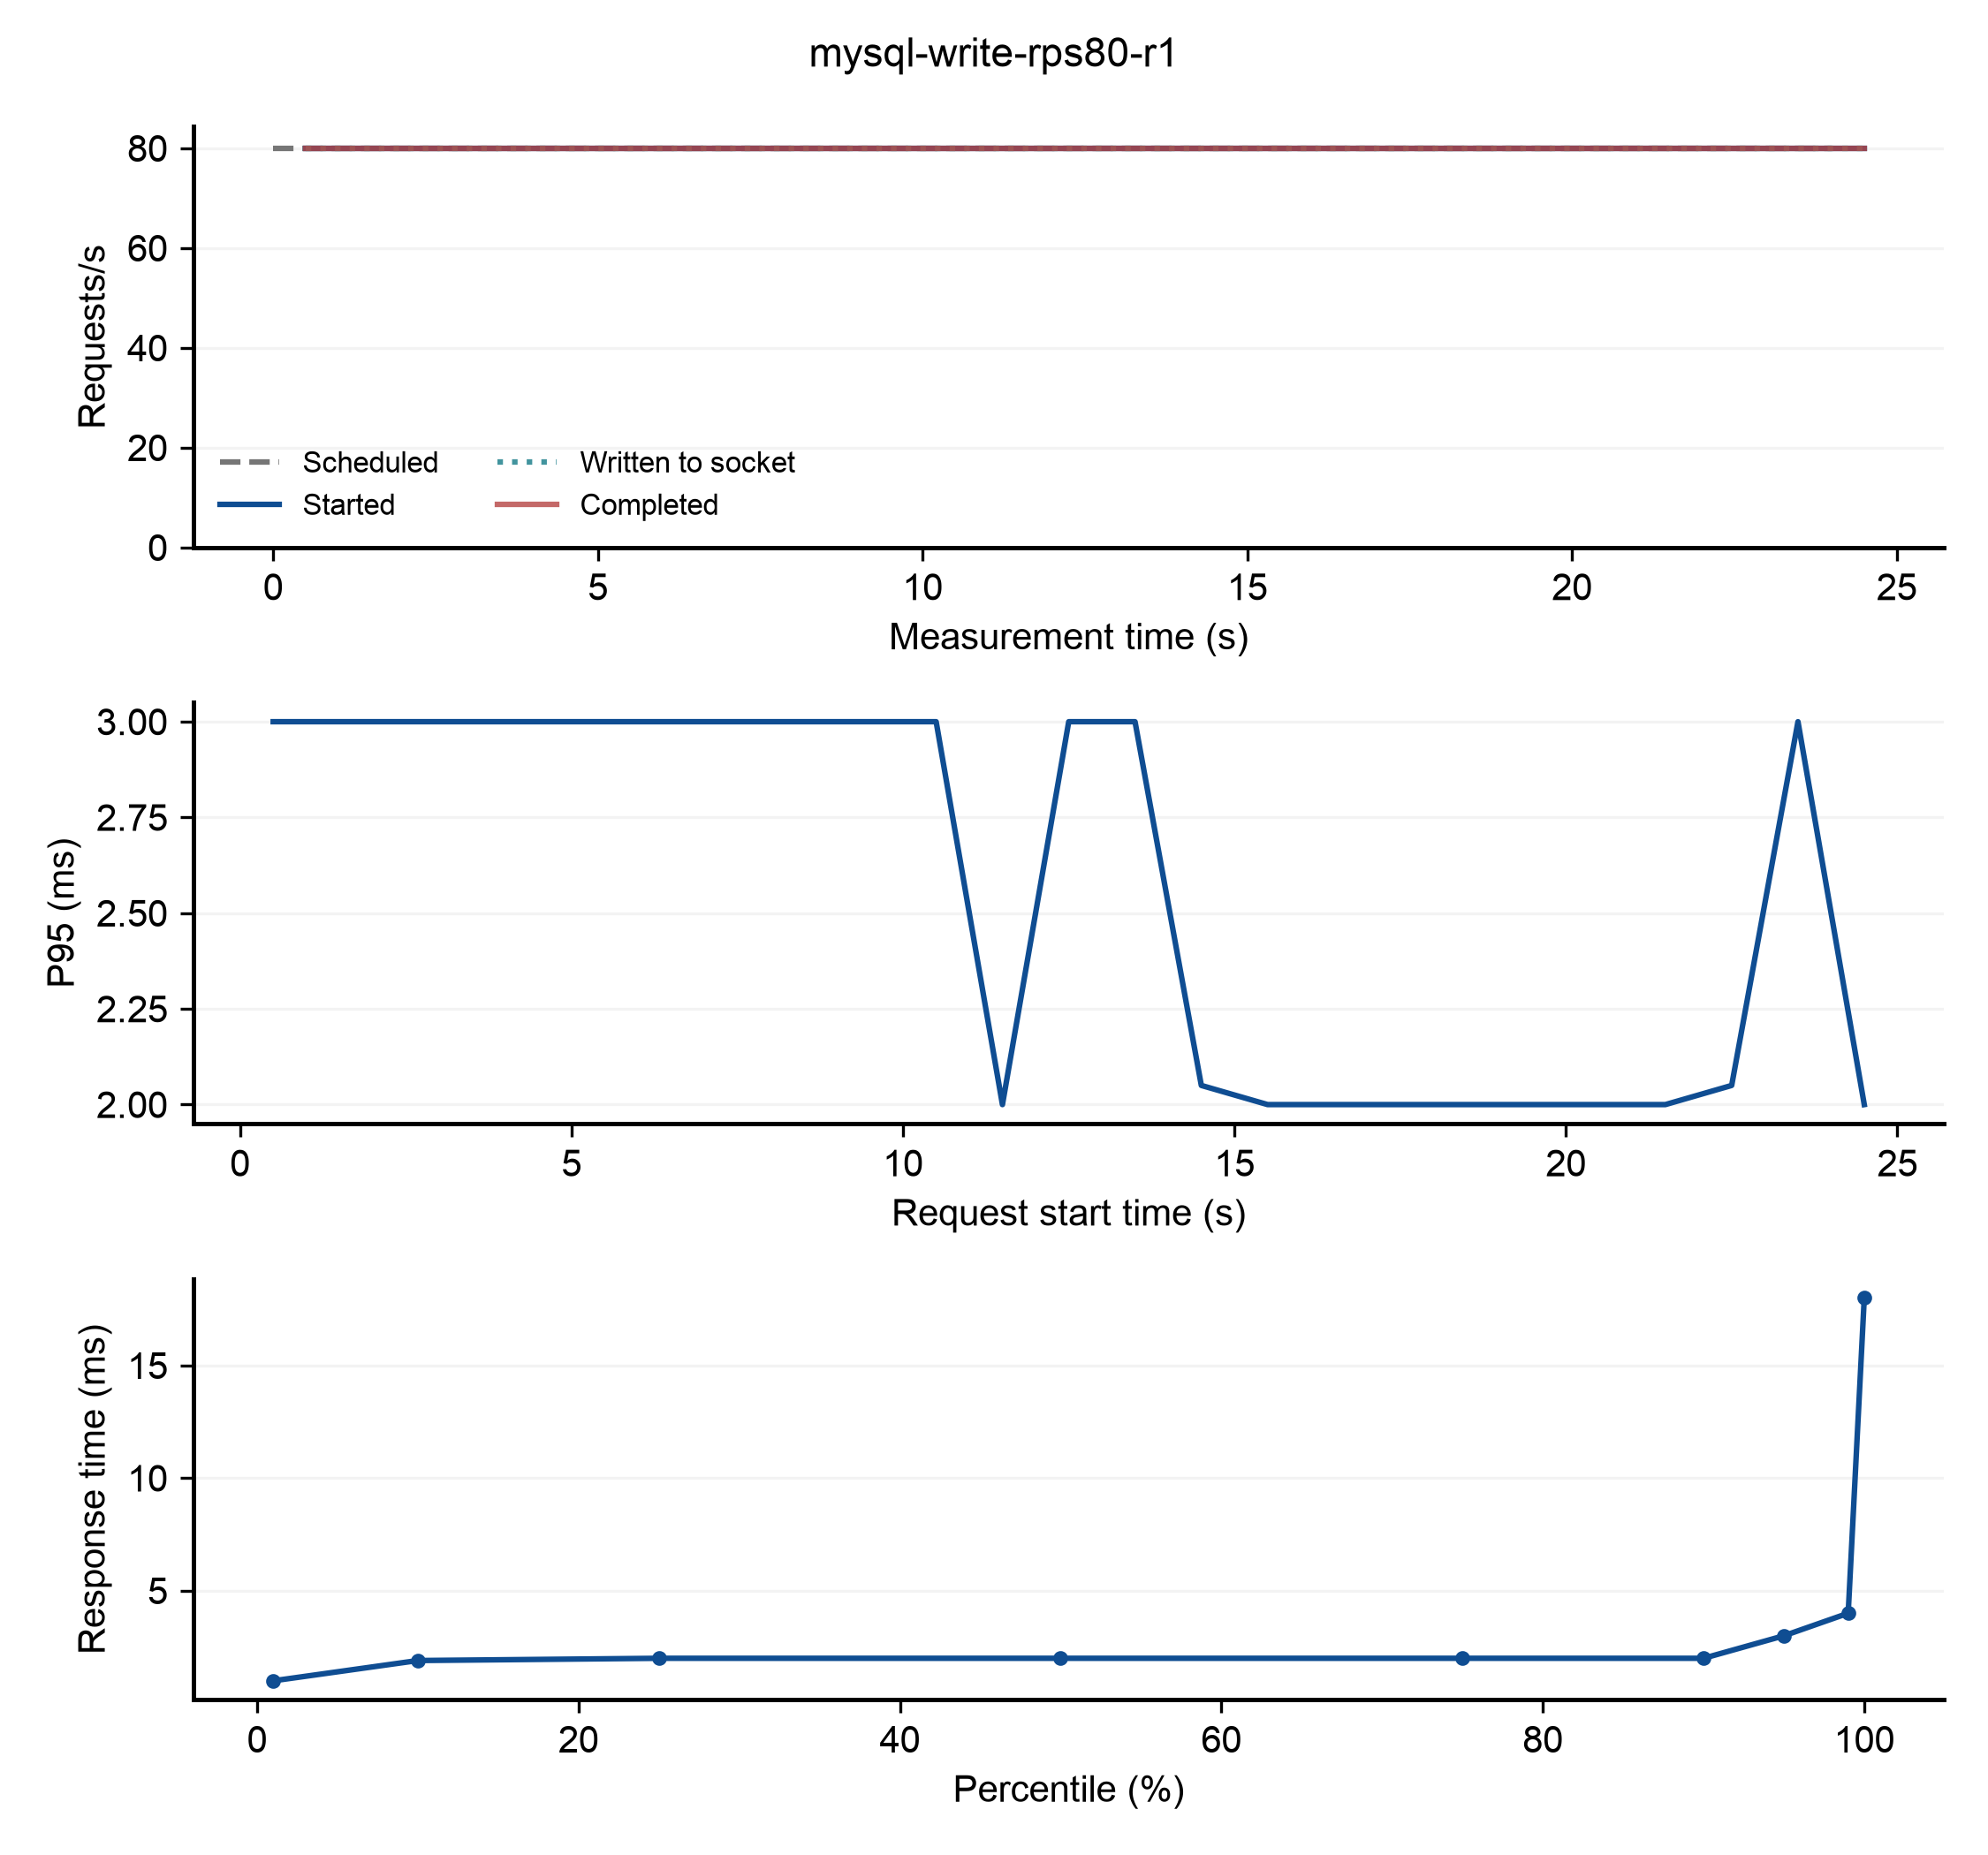 mysql-write-rps80-r1
Requests/s
80
60
40
20
0
Scheduled
Started
Written to socket
Completed
0 5 10 15 20 25
Measurement time (s)
P95 (ms)
3.00
2.75
2.50
2.25
2.00
0 5 10 15 20 25
Request start time (s)
Response time (ms)
15
10
5
0 20 40 60 80 100
Percentile (%)